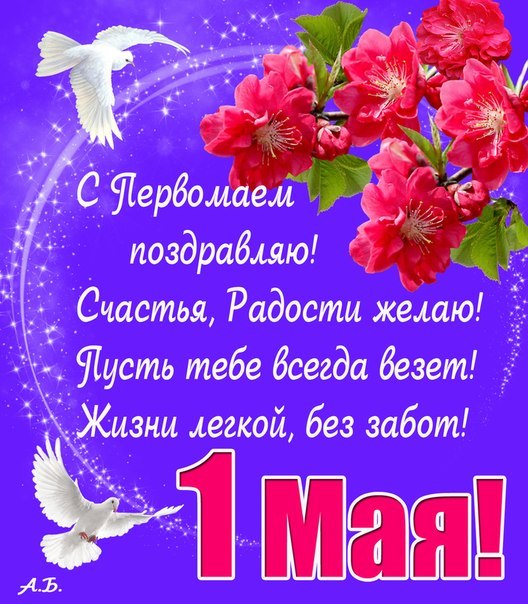 С Первомаем
поздравляю!
Счастья, Радости желаю!
Пусть тебе всегда везет!
Жизни легкой, без забот!
1 Мая!
А.Б.